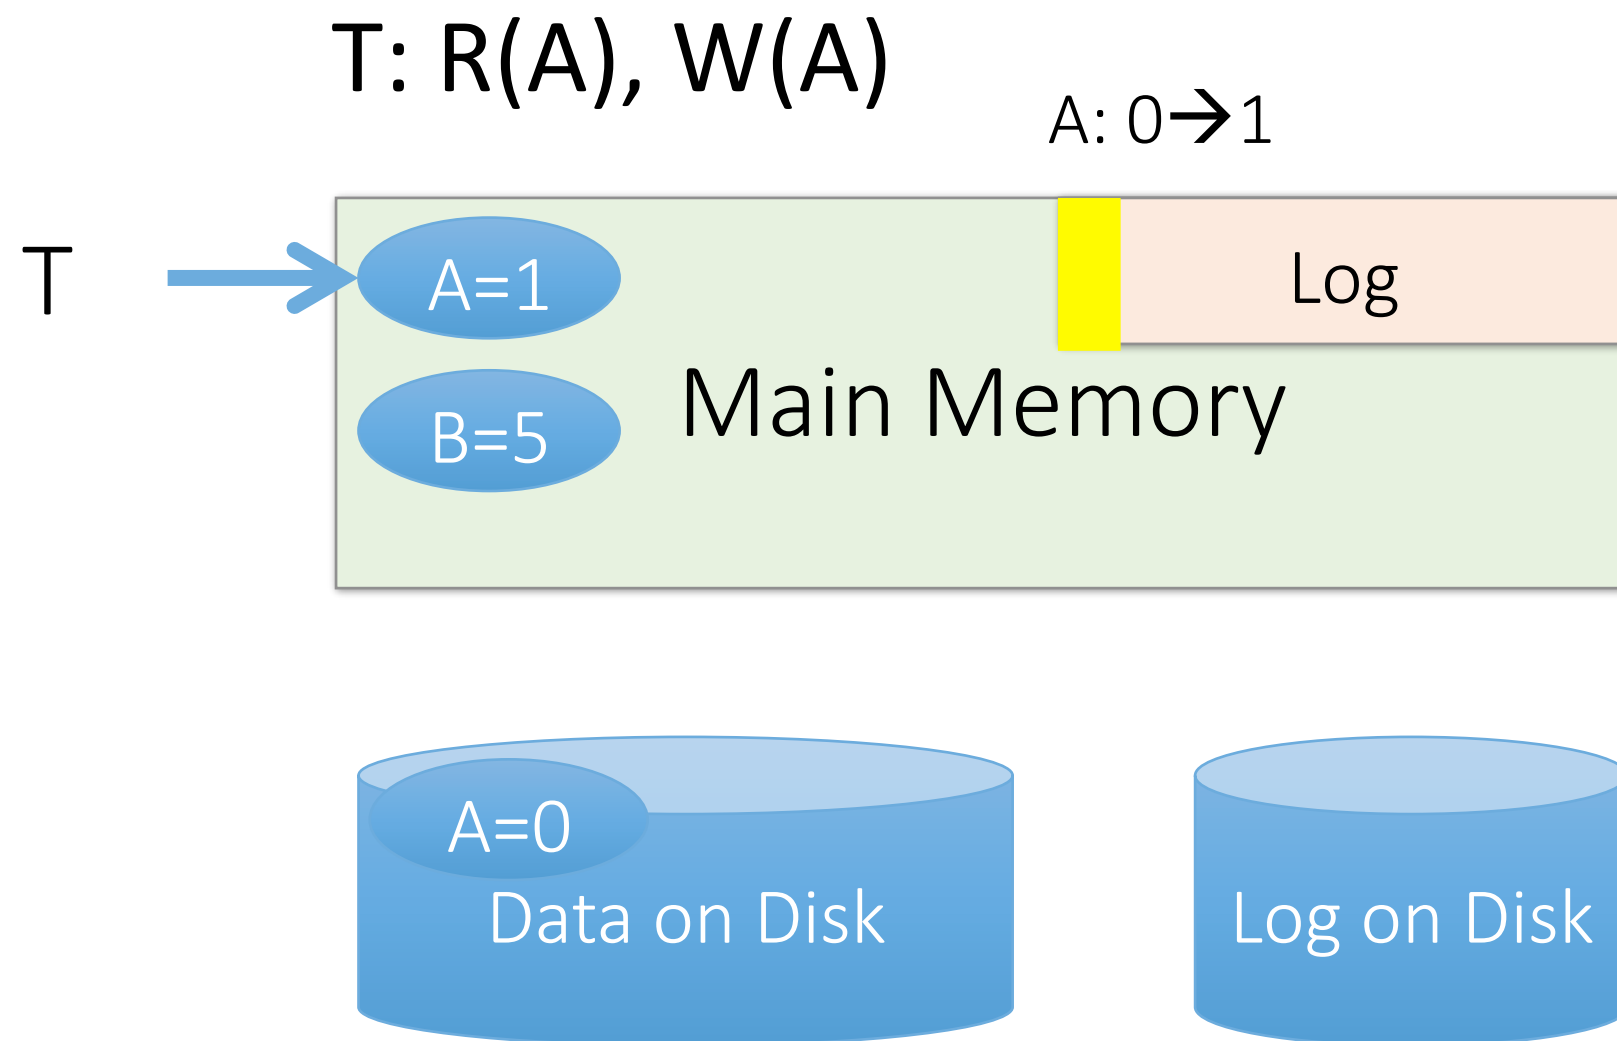 T: R(A), W(A)
A: 0→1
T
A=1
Log
B=5
Main Memory
A=0
Data on Disk
Log on Disk